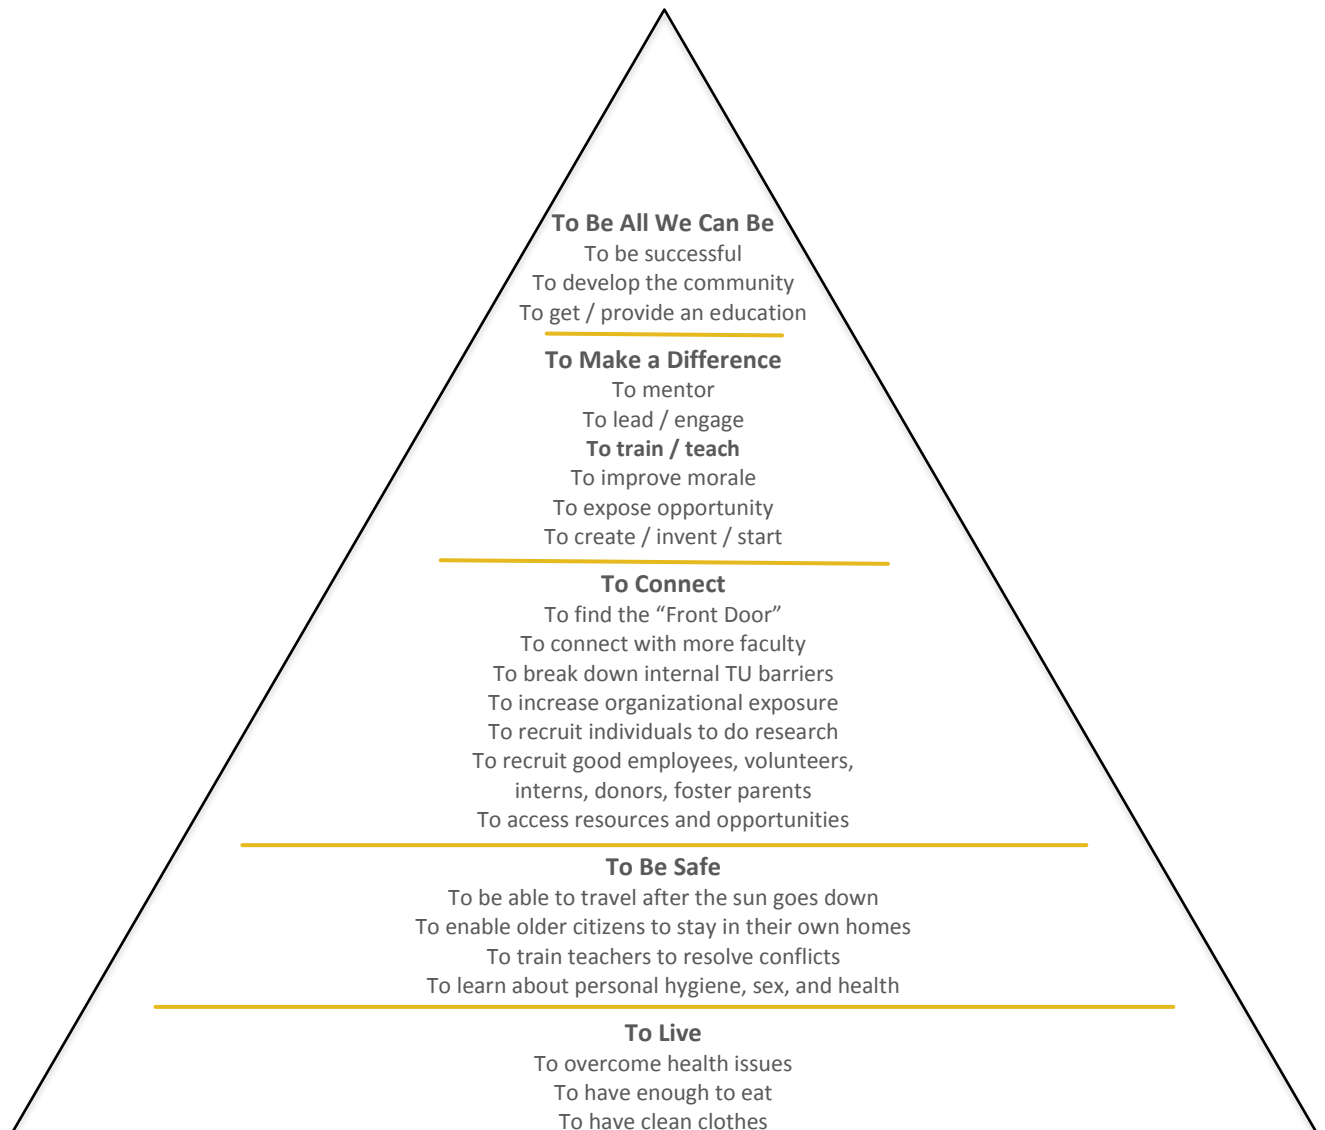 To Be All We Can Be
To be successful
To develop the community
To get / provide an education
To Make a Difference
To mentor
To lead / engage
To train / teach
To improve morale
To expose opportunity
To create / invent / start
To Connect
To find the “Front Door”
To connect with more faculty
To break down internal TU barriers
To increase organizational exposure
To recruit individuals to do research
To recruit good employees, volunteers,
interns, donors, foster parents
To access resources and opportunities
To Be Safe
To be able to travel after the sun goes down
To enable older citizens to stay in their own homes
To train teachers to resolve conflicts
To learn about personal hygiene, sex, and health
To Live
To overcome health issues
To have enough to eat
To have clean clothes